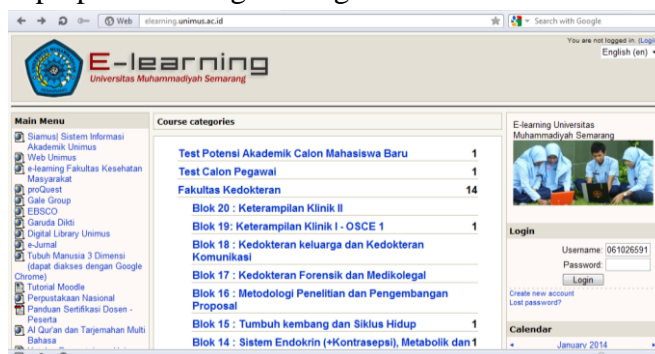 Web elearning.unimus.ac.id Search with Google
You are not logged in. (Logi
English (en)
E-learning
Universitas Muhammadiyah Semarang
Main Menu
Siamus| Sistem Informasi
Akademik Unimus
Web Unimus
e-learning Fakultas Kesehatan
Masyarakat
proQuest
Gale Group
EBSCO
Garuda Dikti
Digital Library Unimus
e-Jurnal
Tubuh Manusia 3 Dimensi
(dapat diakses dengan Google
Chrome)
Tutorial Moodle
Perpustakaan Nasional
Panduan Sertifikasi Dosen -
Peserta
Al Qur'an dan Tarjemahan Multi
Bahasa
Course categories
Test Potensi Akademik Calon Mahasiswa Baru 1
Test Calon Pegawai 1
Fakultas Kedokteran 14
Blok 20 : Keterampilan Klinik II
Blok 19: Keterampilan Klinik I - OSCE 1 1
Blok 18 : Kedokteran keluarga dan Kedokteran
Komunikasi
Blok 17 : Kedokteran Forensik dan Medikolegal
Blok 16 : Metodologi Penelitian dan Pengembangan
Proposal
Blok 15 : Tumbuh kembang dan Siklus Hidup 1
Blok 14 : Sistem Endokrin (+Kontrasepsi), Metabolik dan 1
E-learning Universitas
Muhammadiyah Semarang
Login
Username: 061026591
Password:
Login
Create new account
Lost password?
Calendar
January 2014